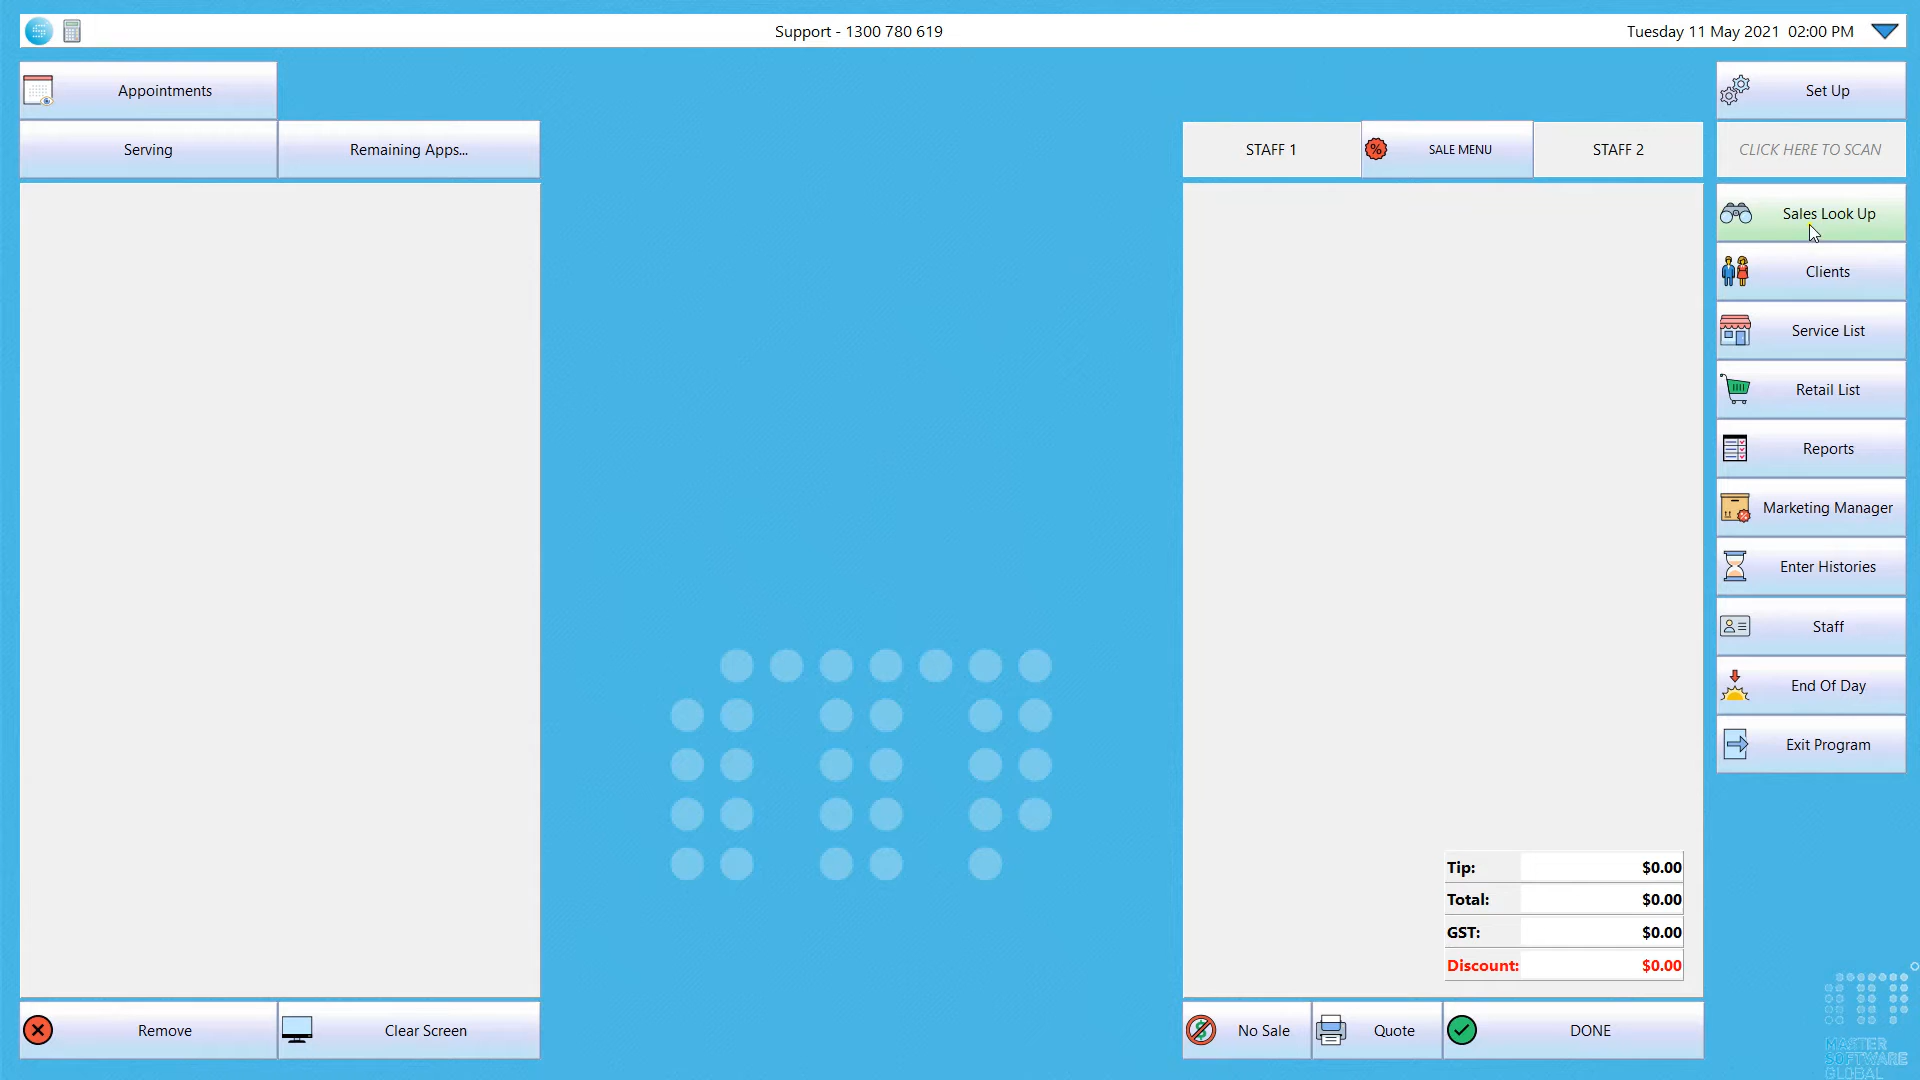 Support - 1300 780 619
Tuesday 11 May 2021 02:00 PM
Appointments
Set Up
Serving
Remaining Apps...
STAFF 1
SALE MENU
STAFF 2
CLICK HERE TO SCAN
Sales Look Up
Clients
Service List
Retail List
Reports
Marketing Manager
Enter Histories
Staff
End Of Day
Exit Program
Tip: $0.00
Total: $0.00
GST: $0.00
Discount: $0.00
Remove
Clear Screen
No Sale
Quote
DONE
MASTER
SOFTWARE
GLOBAL